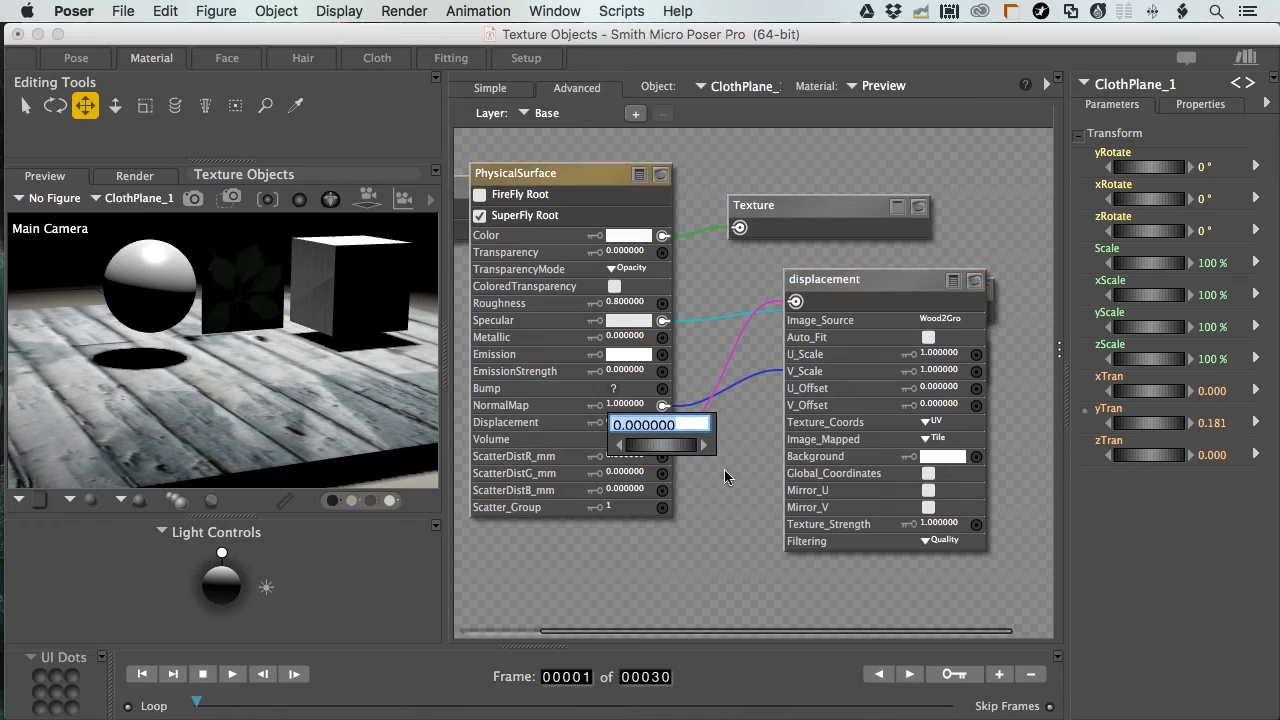 Poser File Edit Figure Object Display Render Animation Window Scripts Help
Texture Objects - Smith Micro Poser Pro (64-bit)
Pose Material Face Hair Cloth Fitting Setup
Editing Tools
Preview Render Texture Objects
No Figure ClothPlane_1
Main Camera
Light Controls
Simple Advanced Object: ClothPlane_ Material: Preview ?
Layer: Base + -
PhysicalSurface
FireFly Root
SuperFly Root
Color
Transparency 0.000000
TransparencyMode Opacity
ColoredTransparency
Roughness 0.800000
Specular
Metallic 0.000000
Emission
EmissionStrength 0.000000
Bump ?
NormalMap 1.000000
Displacement
0.000000
Volume
ScatterDistR_mm 0.000000
ScatterDistG_mm 0.000000
ScatterDistB_mm 0.000000
Scatter_Group 1
Texture
displacement
Image_Source Wood2Gro
Auto_Fit
U_Scale 1.000000
V_Scale 1.000000
U_Offset 0.000000
V_Offset 0.000000
Texture_Coords UV
Image_Mapped Tile
Background
Global_Coordinates
Mirror_U
Mirror_V
Texture_Strength 1.000000
Filtering Quality
ClothPlane_1 < >
Parameters Properties
Transform
yRotate 0 °
xRotate 0 °
zRotate 0 °
Scale 100 %
xScale 100 %
yScale 100 %
zScale 100 %
xTran 0.000
yTran 0.181
zTran 0.000
UI Dots
Frame: 00001 of 00030
Loop Skip Frames